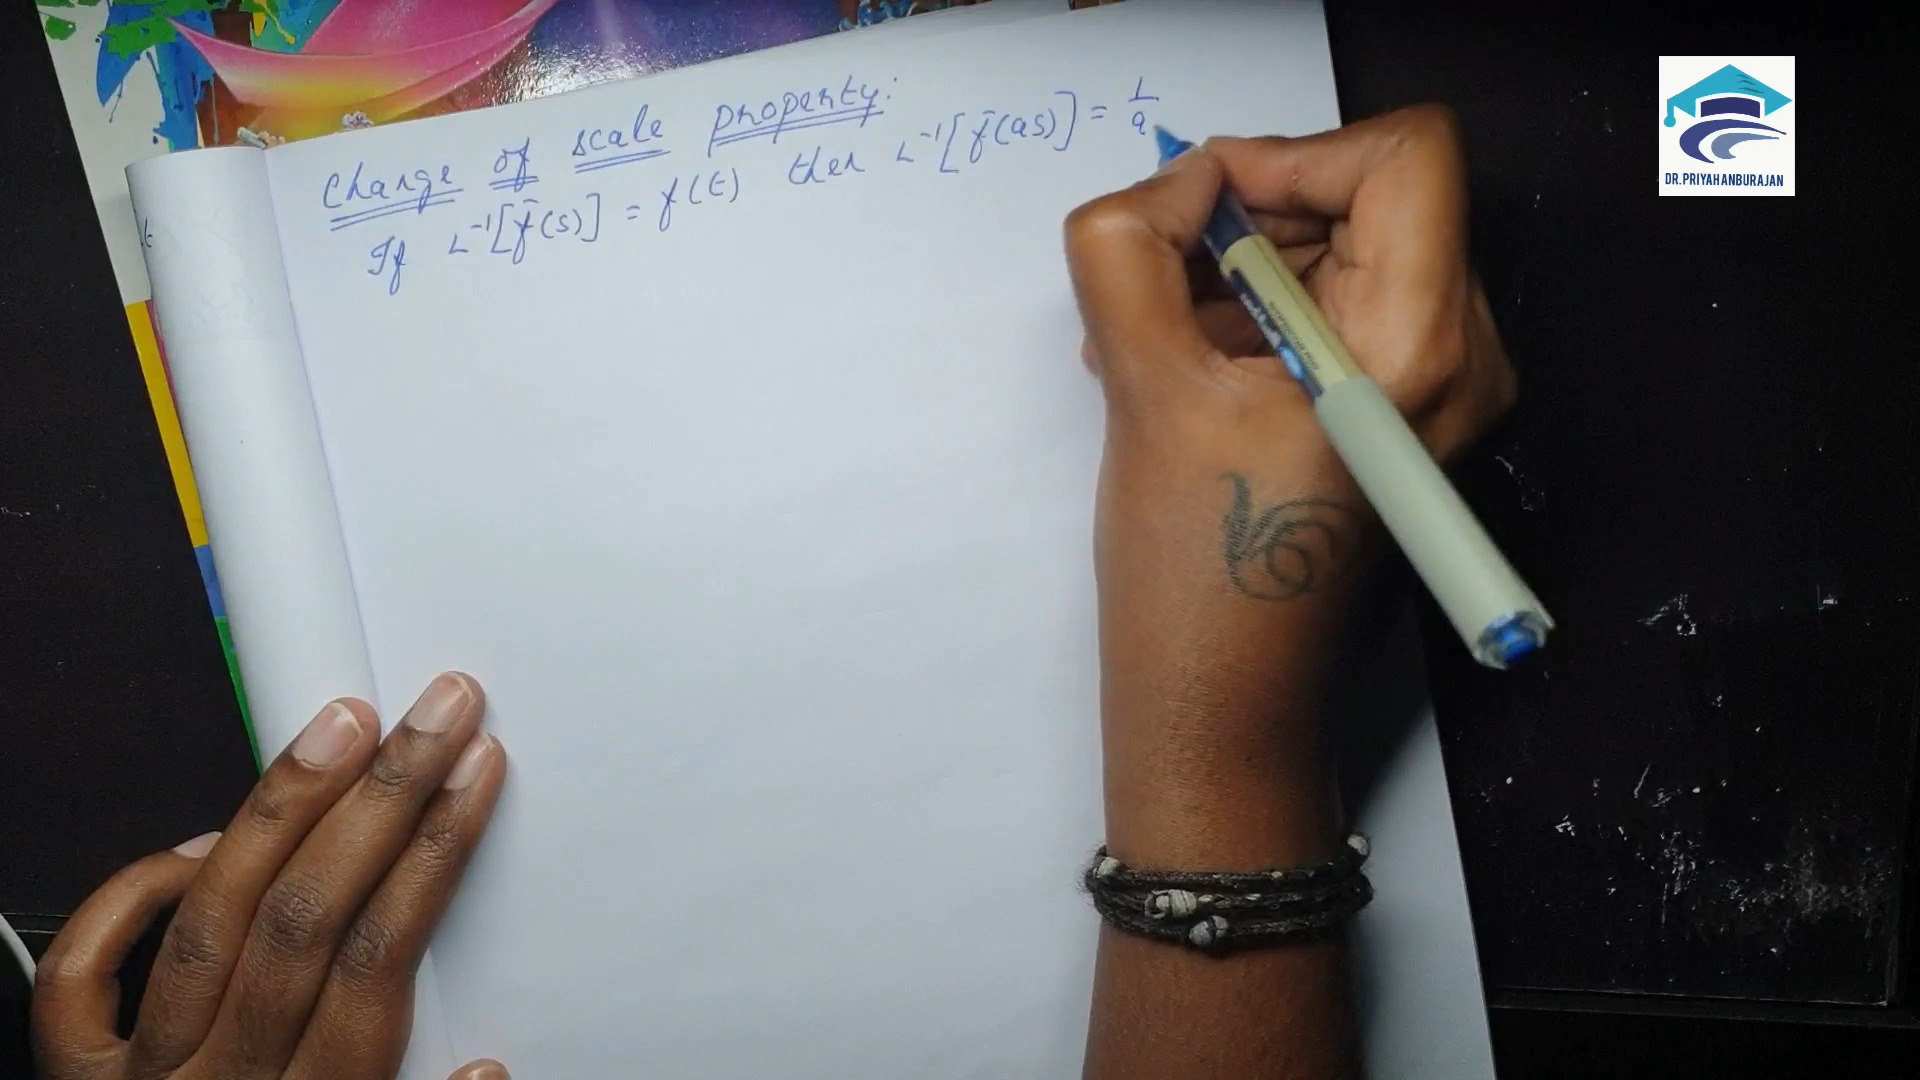 Change of scale property:
If L⁻¹[f̄(s)] = f(t) then L⁻¹[f̄(as)] = 1/a
DR.PRIYAHANBURAJAN